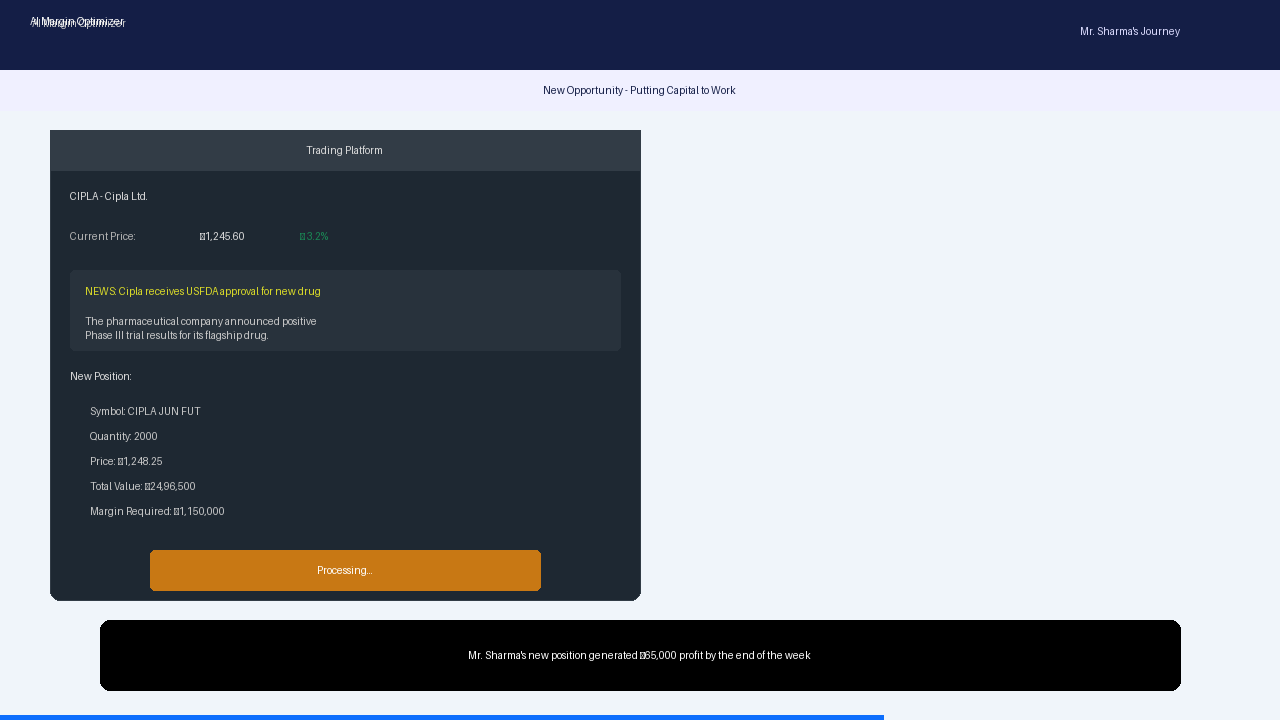 AI Margin Optimizer
Mr. Sharma's Journey
New Opportunity - Putting Capital to Work
Trading Platform
CIPLA - Cipla Ltd.
Current Price: ▯1,245.60 ▯ 3.2%
NEWS: Cipla receives USFDA approval for new drug
The pharmaceutical company announced positive
Phase III trial results for its flagship drug.
New Position:
Symbol: CIPLA JUN FUT
Quantity: 2000
Price: ▯1,248.25
Total Value: ▯24,96,500
Margin Required: ▯1,150,000
Processing...
Mr. Sharma's new position generated ▯65,000 profit by the end of the week